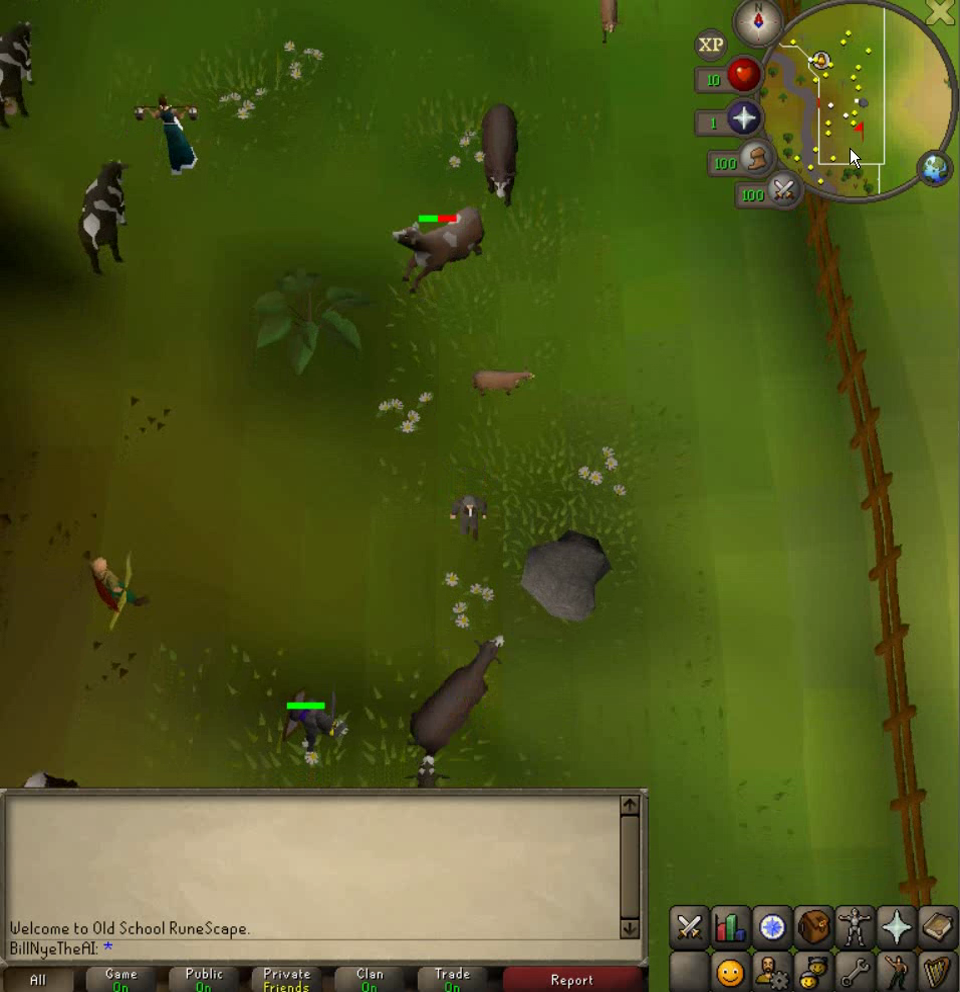 N
XP
10
1
100
100
Welcome to Old School RuneScape.
BillNyeTheAI: *
All
Game
On
Public
On
Private
Friends
Clan
On
Trade
On
Report